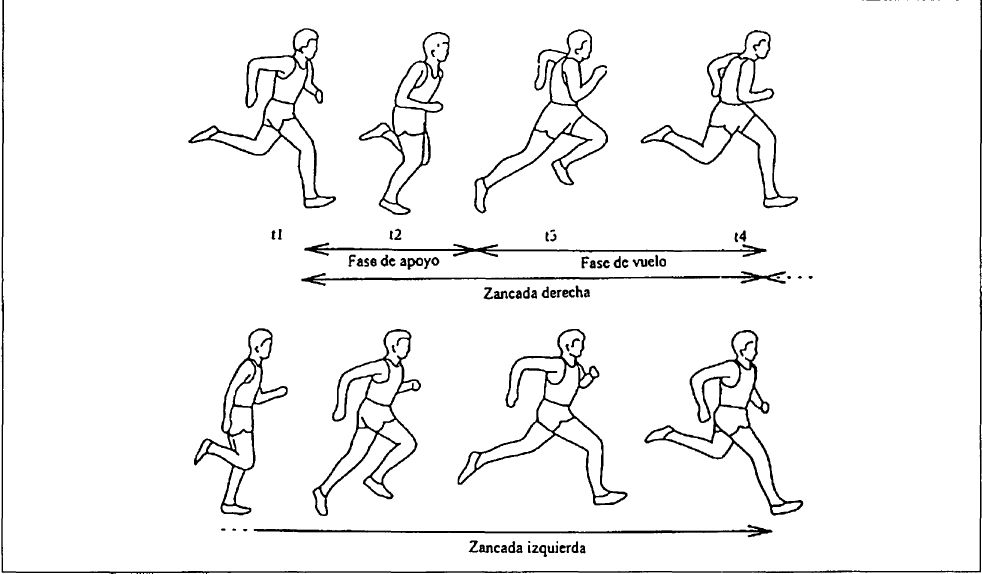 t1 t2 t3 t4
Fase de apoyo Fase de vuelo
Zancada derecha
Zancada izquierda